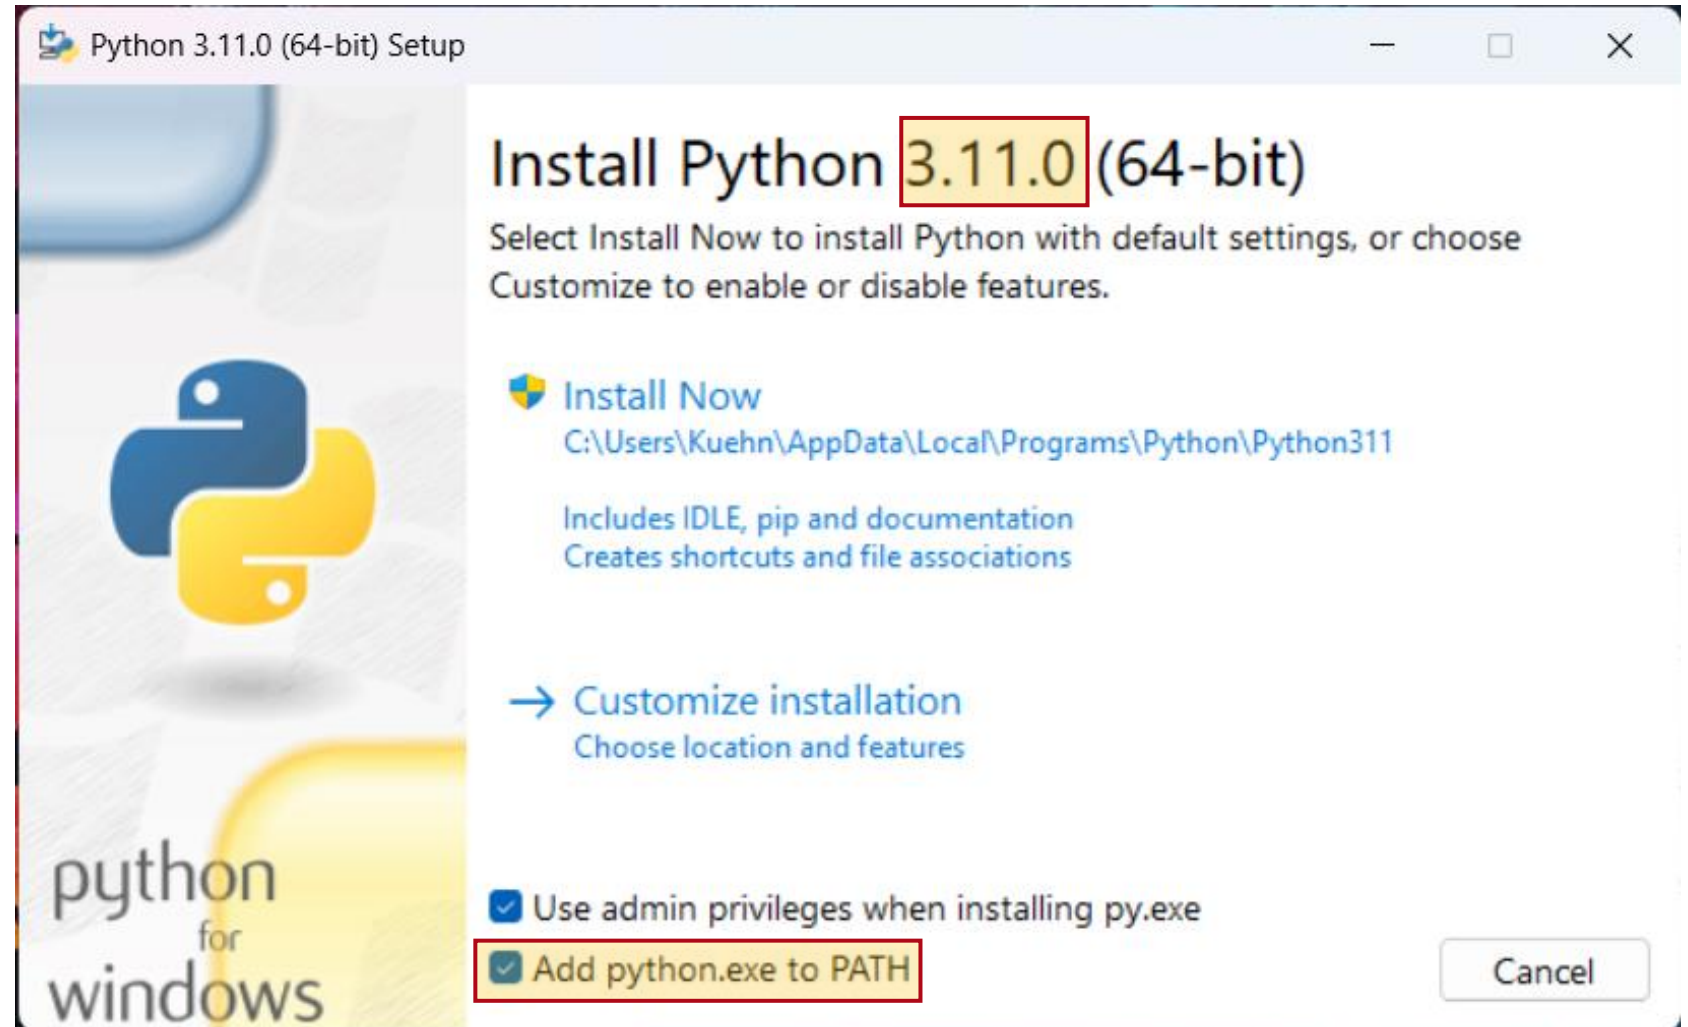 Python 3.11.0 (64-bit) Setup
Install Python 3.11.0 (64-bit)
Select Install Now to install Python with default settings, or choose
Customize to enable or disable features.
Install Now
C:\Users\Kuehn\AppData\Local\Programs\Python\Python311
Includes IDLE, pip and documentation
Creates shortcuts and file associations
Customize installation
Choose location and features
python
for
windows
Use admin privileges when installing py.exe
Add python.exe to PATH
Cancel